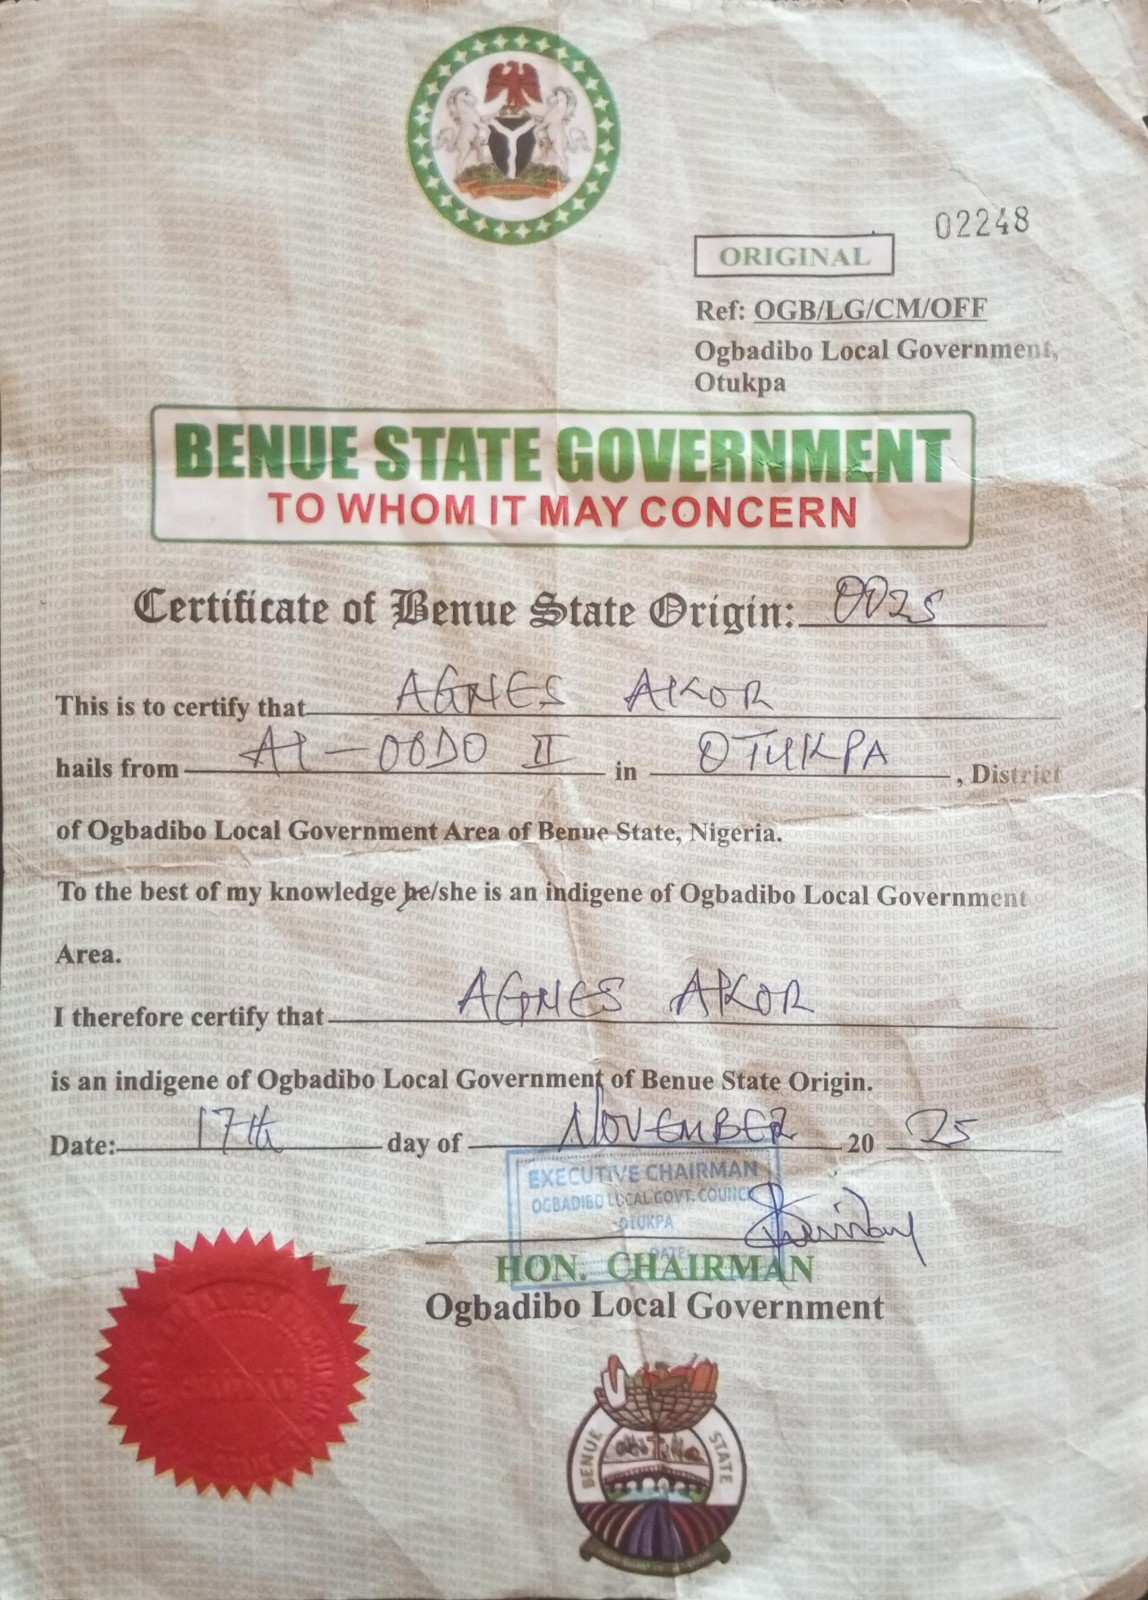 02248
ORIGINAL
Ref: OGB/LG/CM/OFF
Ogbadibo Local Government,
Otukpa
BENUE STATE GOVERNMENT
TO WHOM IT MAY CONCERN
Certificate of Benue State Origin: 0025
This is to certify that AGNES AKOR
hails from AI-OODO II in OTUKPA, District
of Ogbadibo Local Government Area of Benue State, Nigeria.
To the best of my knowledge he/she is an indigene of Ogbadibo Local Government
Area.
I therefore certify that AGNES AKOR
is an indigene of Ogbadibo Local Government of Benue State Origin.
Date: 17th day of NOVEMBER 20 25
EXECUTIVE CHAIRMAN
OGBADIBO LOCAL GOVT. COUNCIL
OTUKPA
DATE:
HON. CHAIRMAN
Ogbadibo Local Government
BENUE STATE